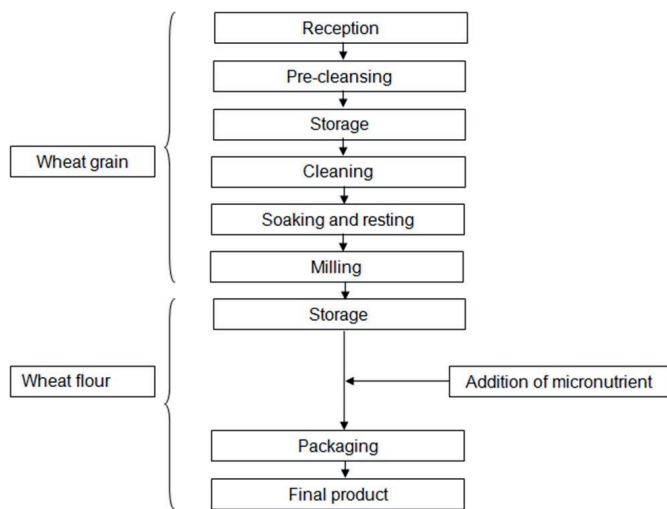 Reception
Pre-cleansing
Storage
Wheat grain
Cleaning
Soaking and resting
Milling
Storage
Wheat flour
Addition of micronutrient
Packaging
Final product